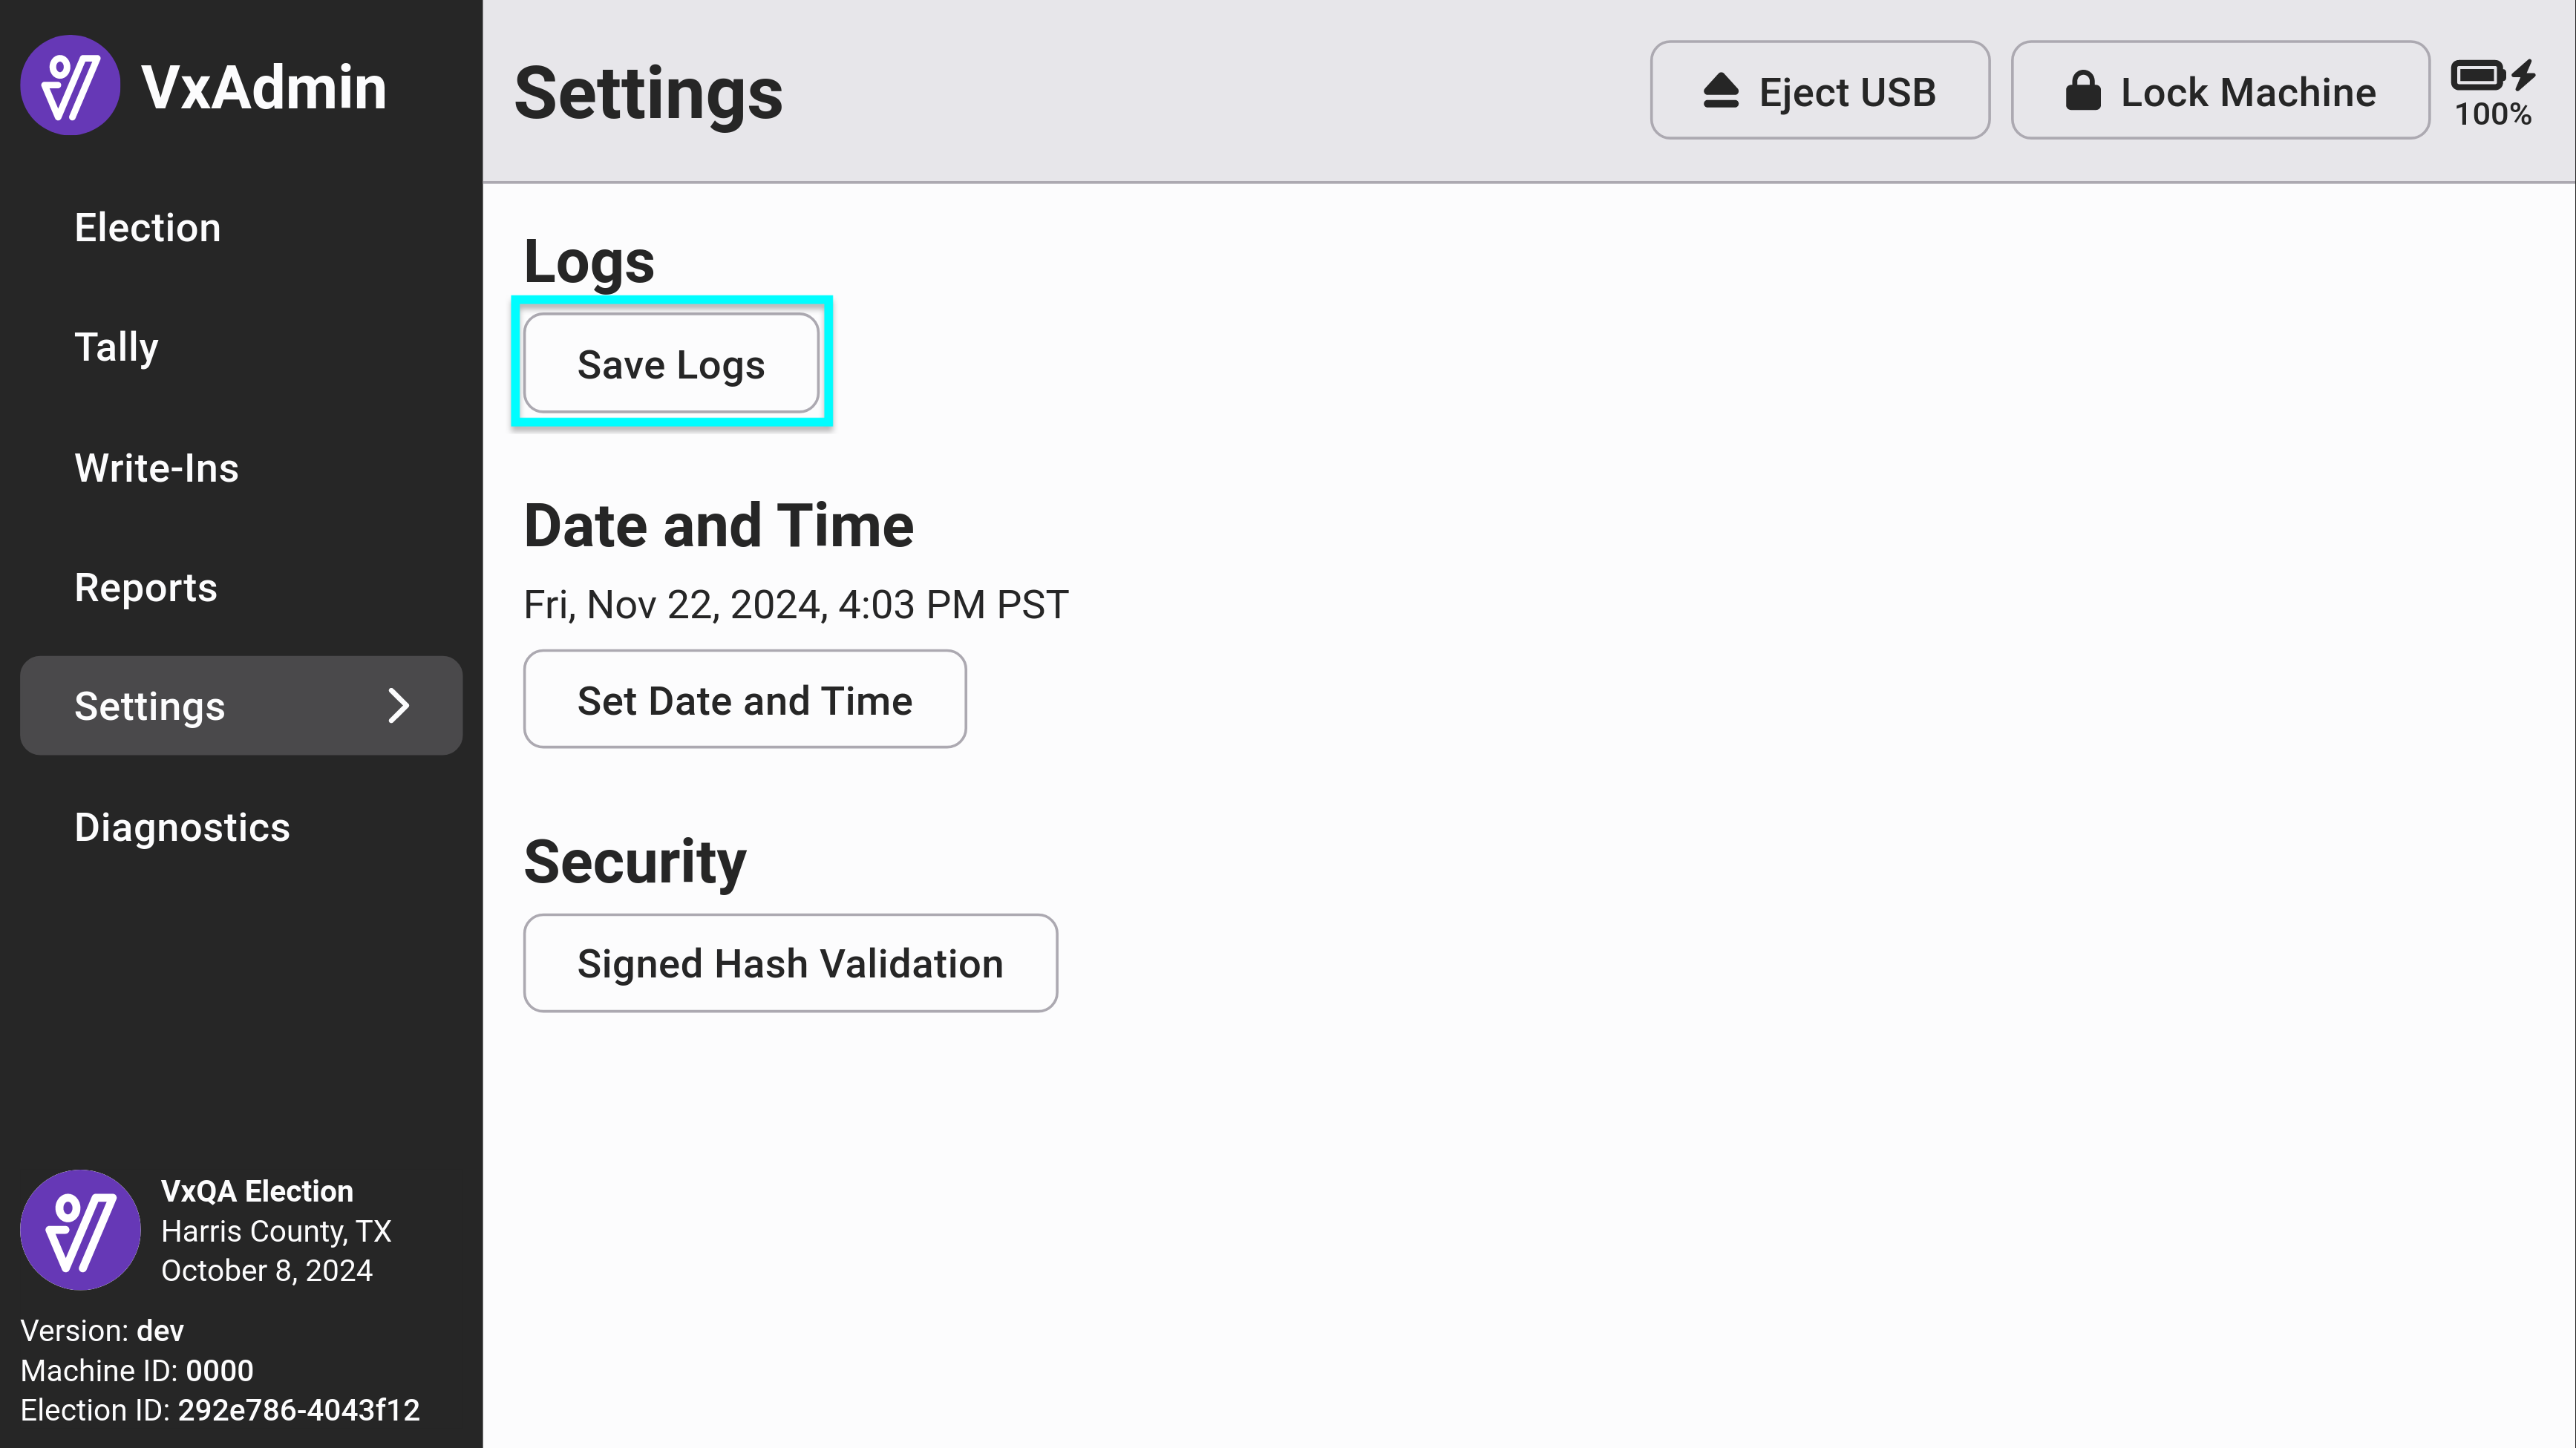 VxAdmin
Election
Tally
Write-Ins
Reports
Settings
Diagnostics
VxQA Election
Harris County, TX
October 8, 2024
Version: dev
Machine ID: 0000
Election ID: 292e786-4043f12
Settings
Eject USB
Lock Machine
100%
Logs
Save Logs
Date and Time
Fri, Nov 22, 2024, 4:03 PM PST
Set Date and Time
Security
Signed Hash Validation